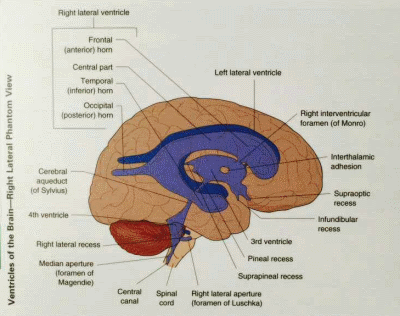 Ventricles of the Brain—Right Lateral Phantom View
Right lateral ventricle
Frontal
(anterior) horn
Central part
Temporal
(inferior) horn
Occipital
(posterior) horn
Cerebral
aqueduct
(of Sylvius)
4th ventricle
Right lateral recess
Median aperture
(foramen of
Magendie)
Central
canal
Spinal
cord
Right lateral aperture
(foramen of Luschka)
Left lateral ventricle
Right interventricular
foramen (of Monro)
Interthalamic
adhesion
Supraoptic
recess
Infundibular
recess
3rd ventricle
Pineal recess
Suprapineal recess